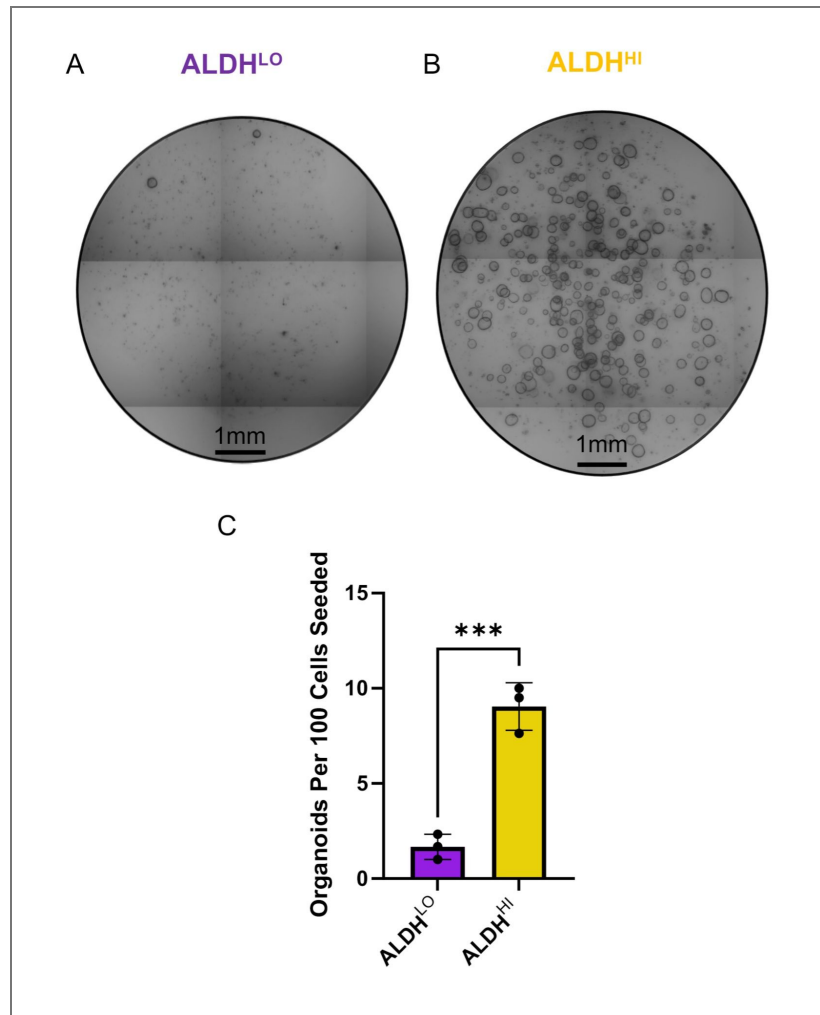 A
ALDHLO
B
ALDHHI
1mm
1mm
C
Organoids Per 100 Cells Seeded
15
10
5
0
***
ALDHLO
ALDHHI